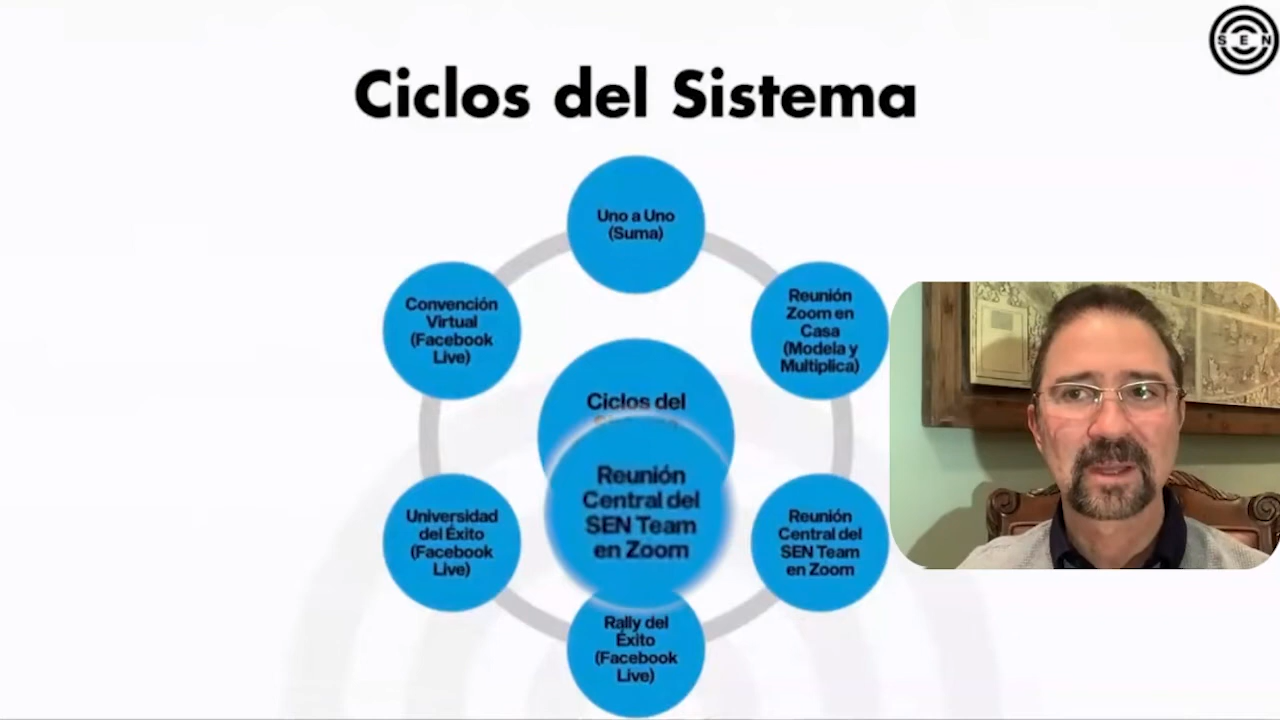 SEN
Ciclos del Sistema
Uno a Uno
(Suma)
Convención
Virtual
(Facebook
Live)
Reunión
Zoom en
Casa
(Modela y
Multiplica)
Ciclos del
Reunión
Central del
SEN Team
en Zoom
Universidad
del Éxito
(Facebook
Live)
Reunión
Central del
SEN Team
en Zoom
Rally del
Éxito
(Facebook
Live)